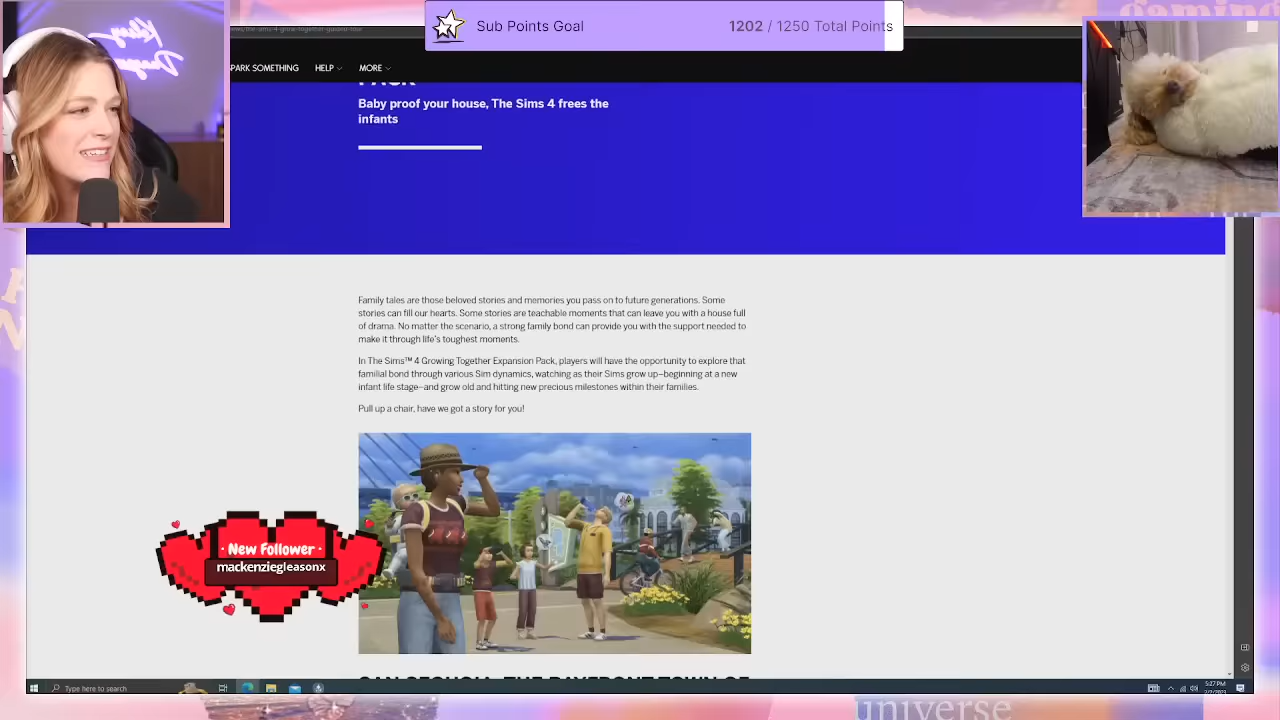 Sub Points Goal
1202 / 1250 Total Points
SPARK SOMETHING
HELP
MORE
PACK
Baby proof your house, The Sims 4 frees the
infants
Family tales are those beloved stories and memories you pass on to future generations. Some
stories can fill our hearts. Some stories are teachable moments that can leave you with a house full
of drama. No matter the scenario, a strong family bond can provide you with the support needed to
make it through life's toughest moments.
In The Sims™ 4 Growing Together Expansion Pack, players will have the opportunity to explore that
familial bond through various Sim dynamics, watching as their Sims grow up—beginning at a new
infant life stage—and grow old and hitting new precious milestones within their families.
Pull up a chair, have we got a story for you!
· New Follower ·
mackenziegleasonx
Type here to search
5:27 PM
universe